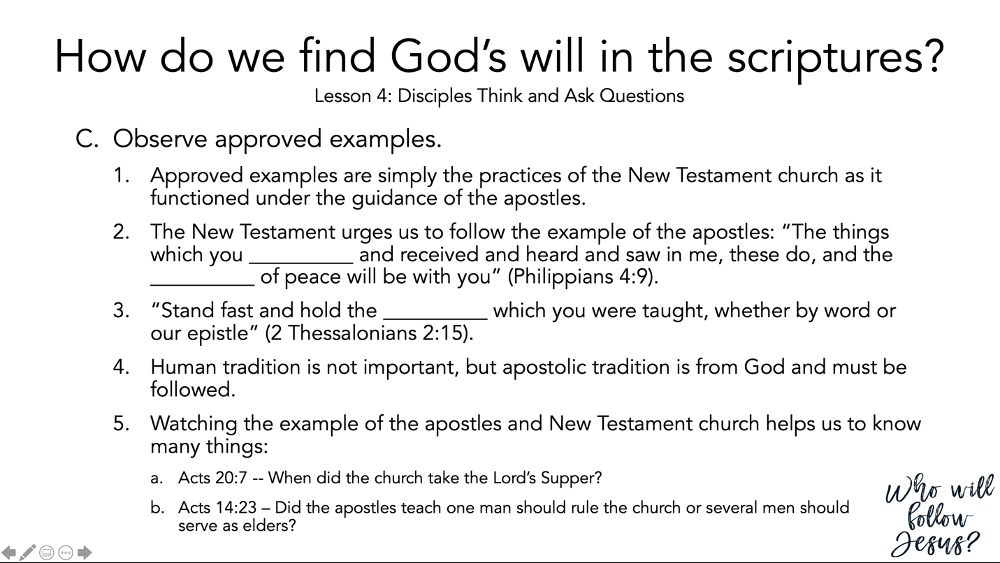 How do we find God’s will in the scriptures?
Lesson 4: Disciples Think and Ask Questions
C. Observe approved examples.
1. Approved examples are simply the practices of the New Testament church as it
functioned under the guidance of the apostles.
2. The New Testament urges us to follow the example of the apostles: “The things
which you __________ and received and heard and saw in me, these do, and the
__________ of peace will be with you” (Philippians 4:9).
3. “Stand fast and hold the __________ which you were taught, whether by word or
our epistle” (2 Thessalonians 2:15).
4. Human tradition is not important, but apostolic tradition is from God and must be
followed.
5. Watching the example of the apostles and New Testament church helps us to know
many things:
a. Acts 20:7 -- When did the church take the Lord’s Supper?
b. Acts 14:23 – Did the apostles teach one man should rule the church or several men should
serve as elders?
Who will
follow
Jesus?